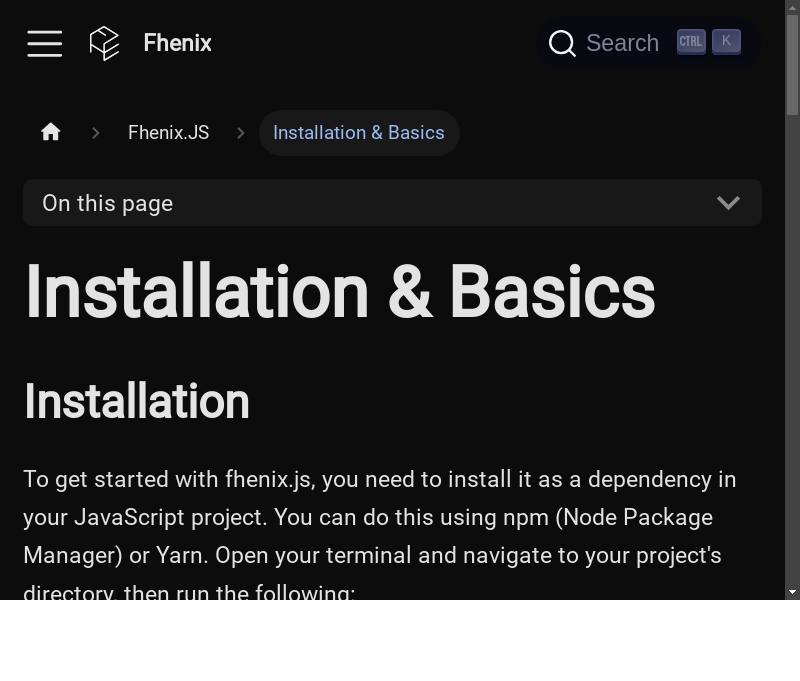 Fhenix
Search CTRL K
Fhenix.JS Installation & Basics
On this page
Installation & Basics
Installation
To get started with fhenix.js, you need to install it as a dependency in
your JavaScript project. You can do this using npm (Node Package
Manager) or Yarn. Open your terminal and navigate to your project's
directory, then run the following: